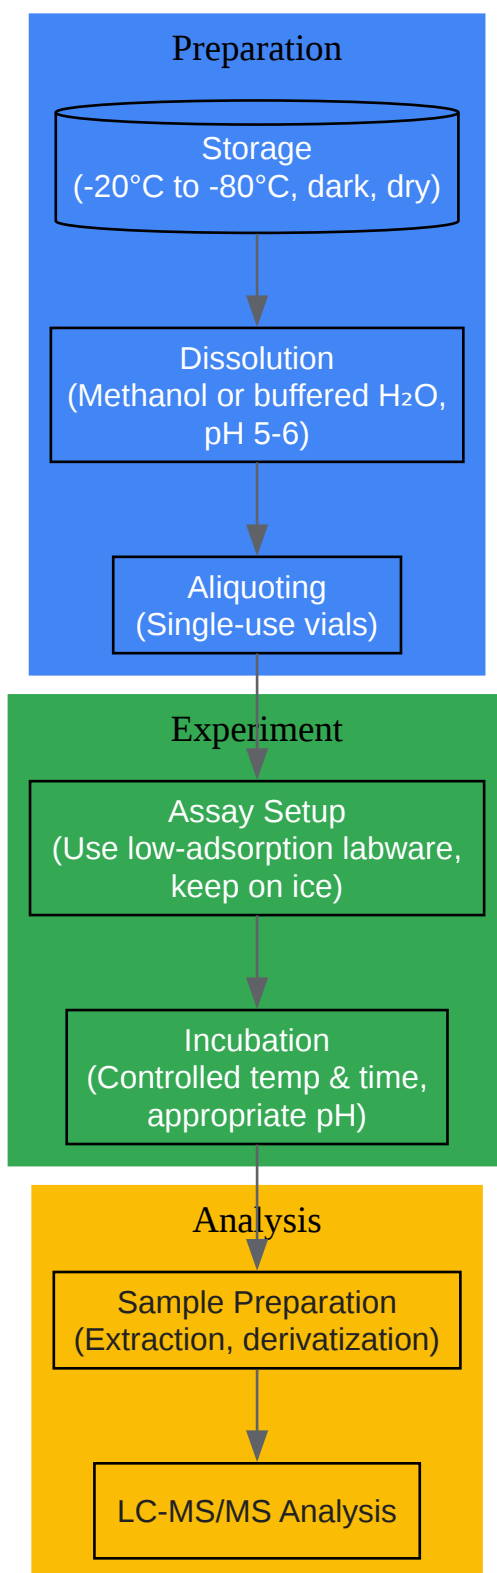 Preparation
Storage
(-20°C to -80°C, dark, dry)
Dissolution
(Methanol or buffered H₂O,
pH 5-6)
Aliquoting
(Single-use vials)
Experiment
Assay Setup
(Use low-adsorption labware,
keep on ice)
Incubation
(Controlled temp & time,
appropriate pH)
Analysis
Sample Preparation
(Extraction, derivatization)
LC-MS/MS Analysis